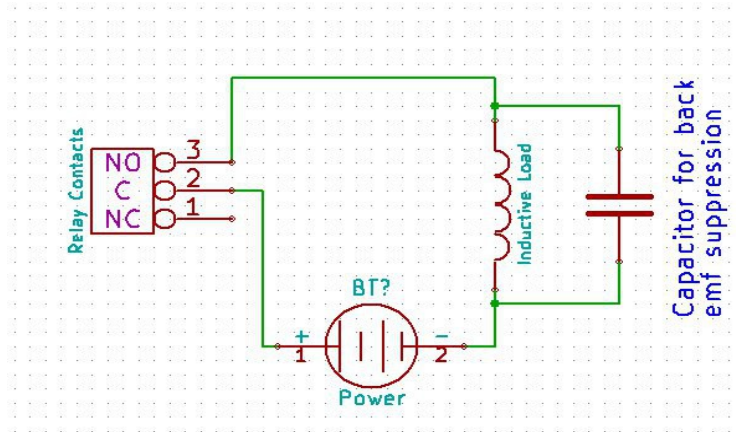 Relay Contacts
NO 3
C 2
NC 1
Inductive Load
Capacitor for back
emf suppression
BT?
+ -
1 2
Power